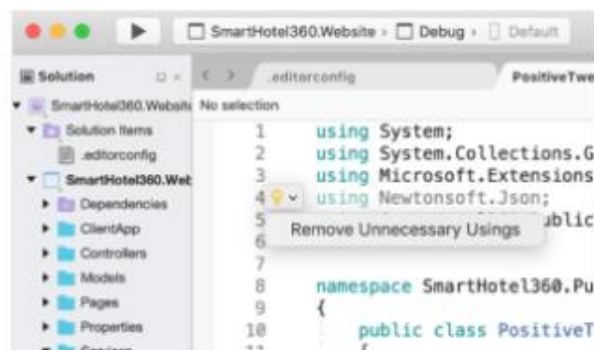 SmartHotel360.Website › Debug › Default
Solution
.editorconfig
PositiveTwe
SmartHotel360.Website
No selection
Solution Items
.editorconfig
SmartHotel360.Web
Dependencies
ClientApp
Controllers
Models
Pages
Properties
1 using System;
2 using System.Collections.G
3 using Microsoft.Extensions
4 using Newtonsoft.Json;
5 ublic
Remove Unnecessary Usings
6
7
8 namespace SmartHotel360.Pu
9 {
10 public class PositiveT
11 {